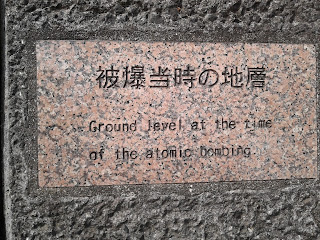 被爆当時の地層
Ground level at the time
of the atomic bombing.